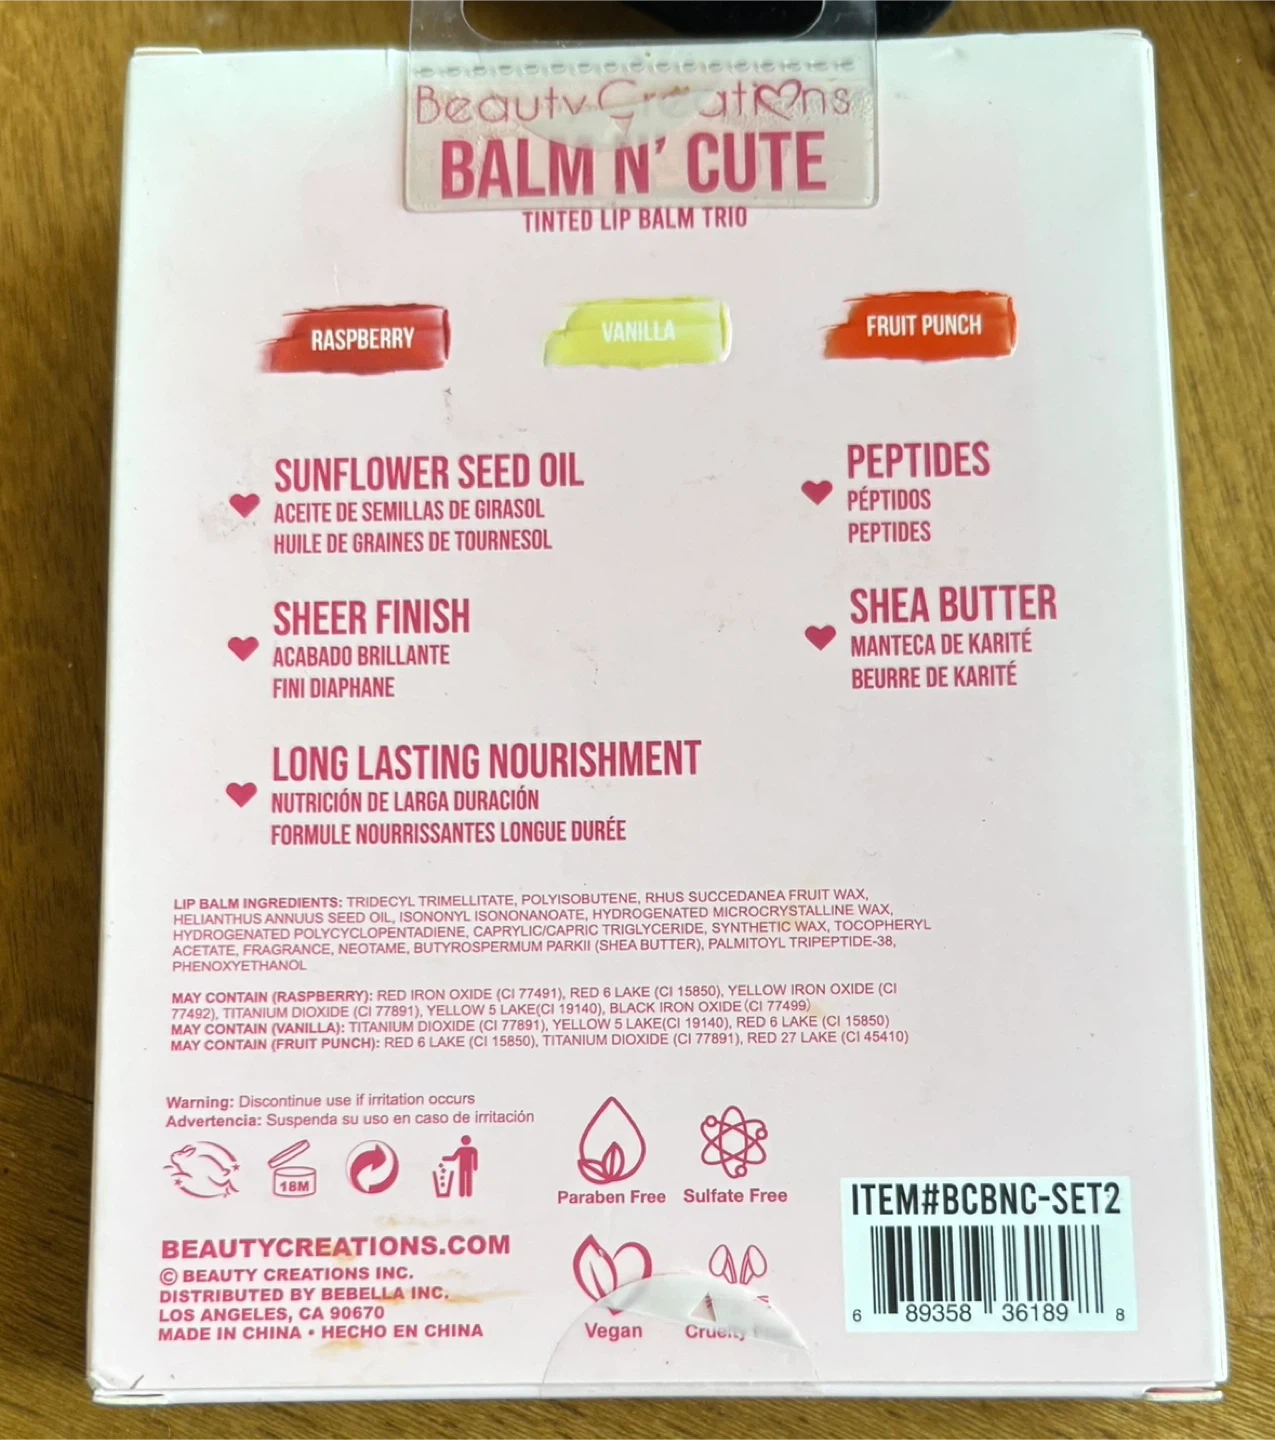 Beauty Creations
BALM N' CUTE
TINTED LIP BALM TRIO
RASPBERRY
VANILLA
FRUIT PUNCH
SUNFLOWER SEED OIL
ACEITE DE SEMILLAS DE GIRASOL
HUILE DE GRAINES DE TOURNESOL
PEPTIDES
PÉPTIDOS
PEPTIDES
SHEER FINISH
ACABADO BRILLANTE
FINI DIAPHANE
SHEA BUTTER
MANTECA DE KARITÉ
BEURRE DE KARITÉ
LONG LASTING NOURISHMENT
NUTRICIÓN DE LARGA DURACIÓN
FORMULE NOURRISSANTES LONGUE DURÉE
LIP BALM INGREDIENTS: TRIDECYL TRIMELLITATE, POLYISOBUTENE, RHUS SUCCEDANEA FRUIT WAX,
HELIANTHUS ANNUUS SEED OIL, ISONONYL ISONONANOATE, HYDROGENATED MICROCRYSTALLINE WAX,
HYDROGENATED POLYCYCLOPENTADIENE, CAPRYLIC/CAPRIC TRIGLYCERIDE, SYNTHETIC WAX, TOCOPHERYL
ACETATE, FRAGRANCE, NEOTAME, BUTYROSPERMUM PARKII (SHEA BUTTER), PALMITOYL TRIPEPTIDE-38,
PHENOXYETHANOL
MAY CONTAIN (RASPBERRY): RED IRON OXIDE (CI 77491), RED 6 LAKE (CI 15850), YELLOW IRON OXIDE (CI
77492), TITANIUM DIOXIDE (CI 77891), YELLOW 5 LAKE(CI 19140), BLACK IRON OXIDE (CI 77499)
MAY CONTAIN (VANILLA): TITANIUM DIOXIDE (CI 77891), YELLOW 5 LAKE(CI 19140), RED 6 LAKE (CI 15850)
MAY CONTAIN (FRUIT PUNCH): RED 6 LAKE (CI 15850), TITANIUM DIOXIDE (CI 77891), RED 27 LAKE (CI 45410)
Warning: Discontinue use if irritation occurs
Advertencia: Suspenda su uso en caso de irritación
18M
Paraben Free
Sulfate Free
Vegan
Cruelty
BEAUTYCREATIONS.COM
© BEAUTY CREATIONS INC.
DISTRIBUTED BY BEBELLA INC.
LOS ANGELES, CA 90670
MADE IN CHINA • HECHO EN CHINA
ITEM#BCBNC-SET2
6 89358 36189 8